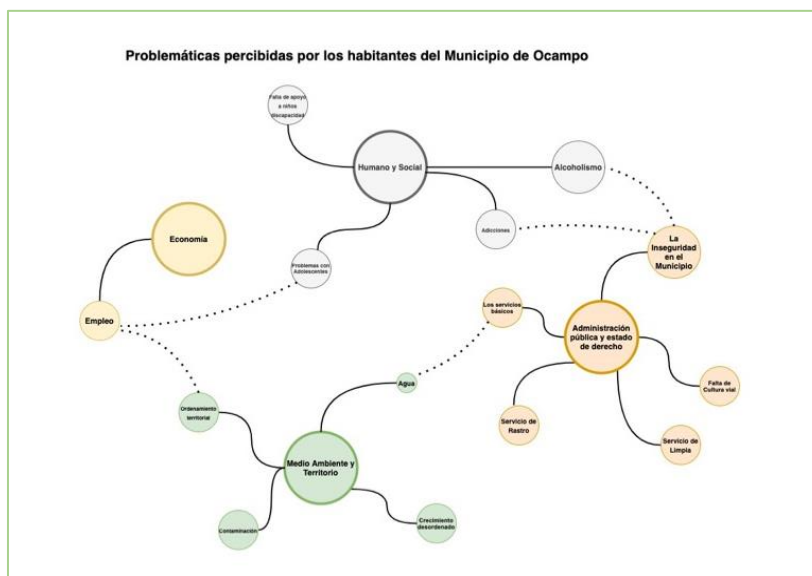 Problemáticas percibidas por los habitantes del Municipio de Ocampo
Falta de apoyo
a niños
discapacidad
Humano y Social
Alcoholismo
Adicciones
La
Inseguridad
en el
Municipio
Economía
Problemas con
Adolescentes
Empleo
Los servicios
básicos
Administración
pública y estado
de derecho
Agua
Falta de
Cultura vial
Ordenamiento
territorial
Servicio de
Rastro
Servicio de
Limpia
Medio Ambiente y
Territorio
Contaminación
Crecimiento
desordenado